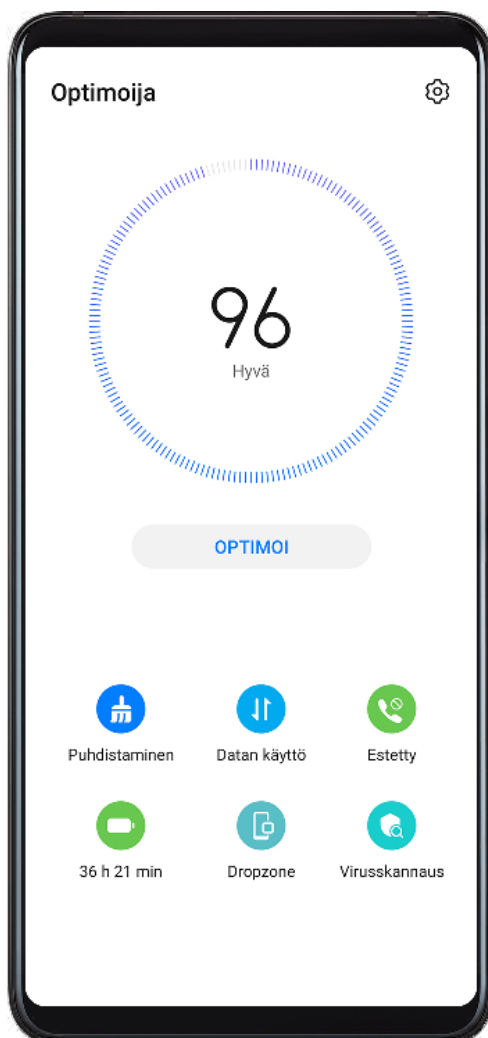 Optimoija
96
Hyvä
OPTIMOI
Puhdistaminen
Datan käyttö
Estetty
36 h 21 min
Dropzone
Virusskannaus